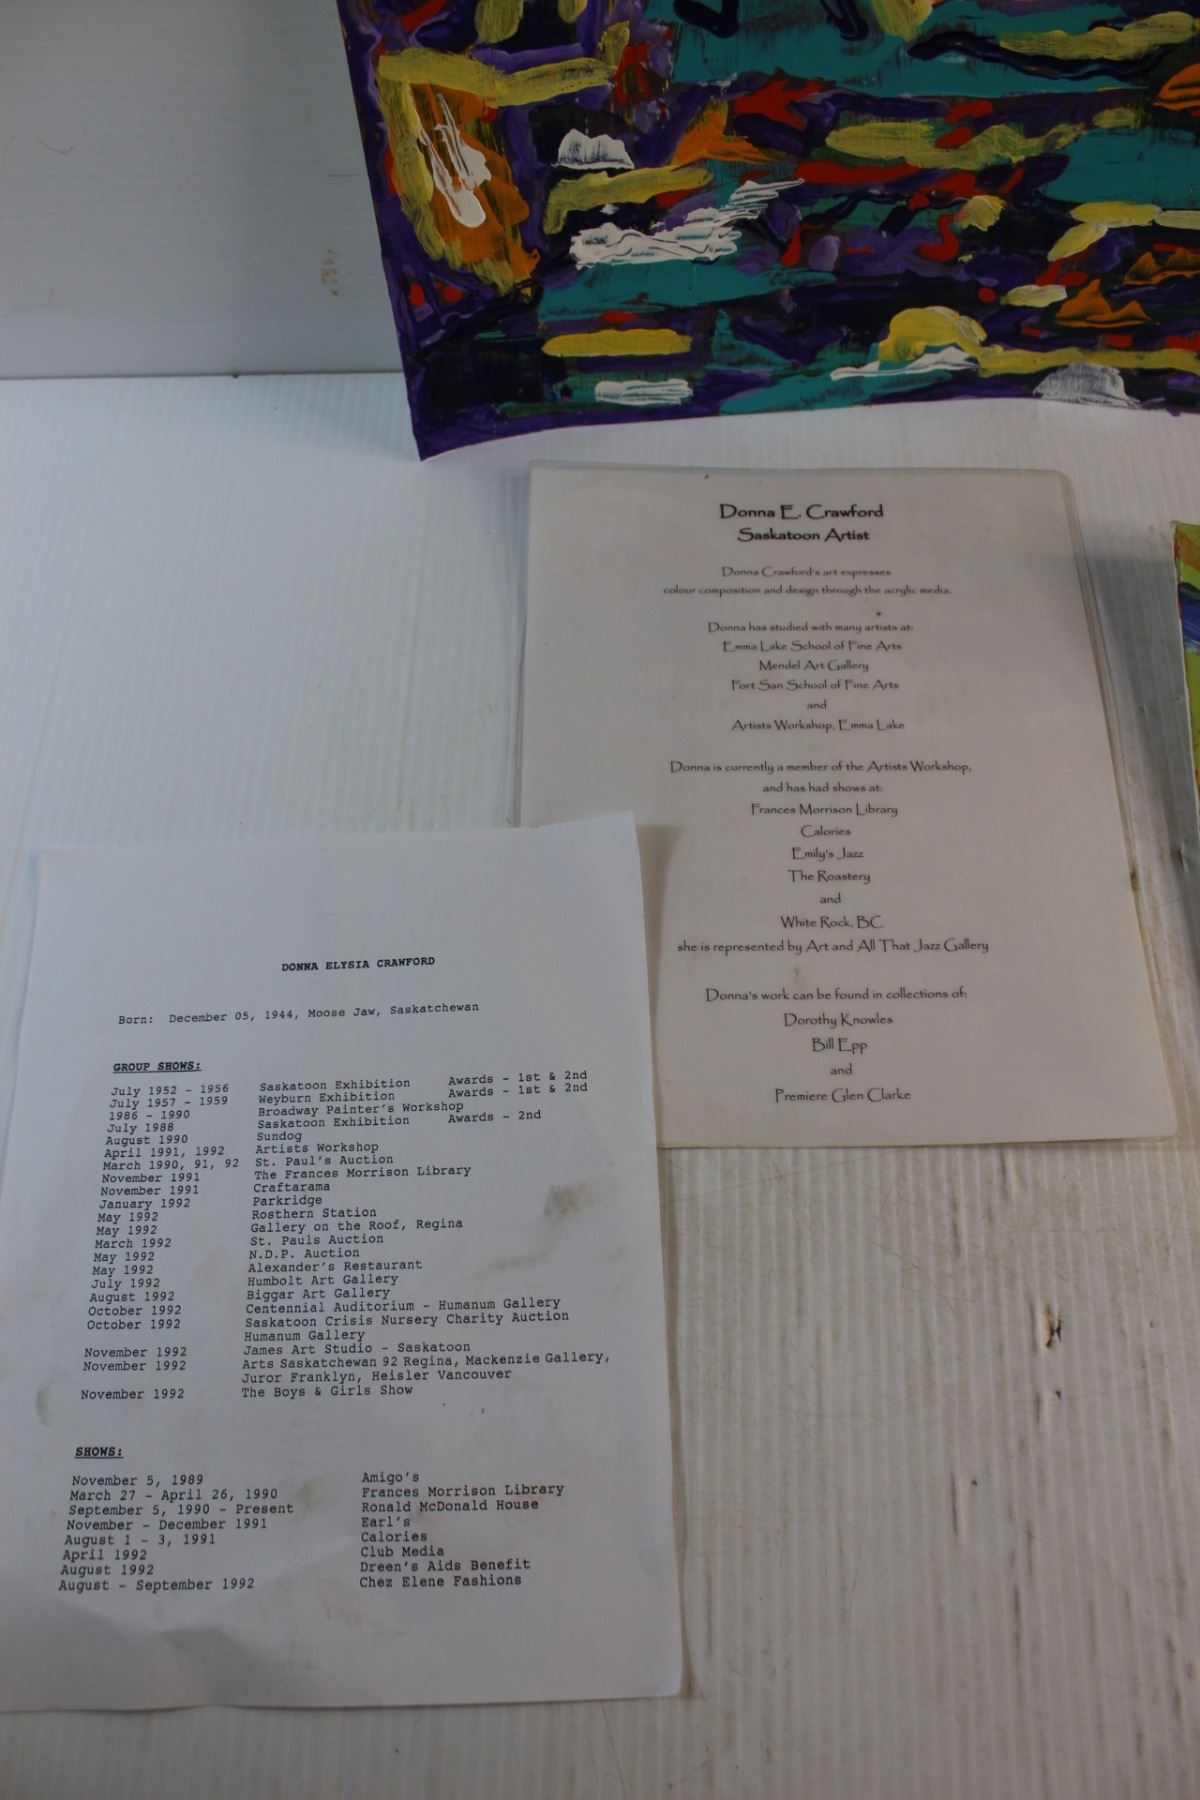 Donna E. Crawford
Saskatoon Artist
Donna Crawford's art expresses
colour composition and design through the acrylic media.
Donna has studied with many artists at:
Emma Lake School of Fine Arts
Mendel Art Gallery
Fort San School of Fine Arts
and
Artists Workshop, Emma Lake
Donna is currently a member of the Artists Workshop,
and has had shows at:
Frances Morrison Library
Calories
Emily's Jazz
The Roastery
and
White Rock, BC
she is represented by Art and All That Jazz Gallery
Donna's work can be found in collections of:
Dorothy Knowles
Bill Epp
and
Premiere Glen Clarke
DONNA ELYSIA CRAWFORD
Born: December 05, 1944, Moose Jaw, Saskatchewan
GROUP SHOWS:
July 1952 - 1956 Saskatoon Exhibition Awards - 1st & 2nd
July 1957 - 1959 Weyburn Exhibition Awards - 1st & 2nd
1986 - 1990 Broadway Painter's Workshop
July 1988 Saskatoon Exhibition Awards - 2nd
August 1990 Sundog
April 1991, 1992 Artists Workshop
March 1990, 91, 92 St. Paul's Auction
November 1991 The Frances Morrison Library
November 1991 Craftarama
January 1992 Parkridge
May 1992 Rosthern Station
May 1992 Gallery on the Roof, Regina
March 1992 St. Pauls Auction
May 1992 N.D.P. Auction
May 1992 Alexander's Restaurant
July 1992 Humbolt Art Gallery
August 1992 Biggar Art Gallery
October 1992 Centennial Auditorium - Humanum Gallery
October 1992 Saskatoon Crisis Nursery Charity Auction
Humanum Gallery
November 1992 James Art Studio - Saskatoon
November 1992 Arts Saskatchewan 92 Regina, Mackenzie Gallery,
Juror Franklyn, Heisler Vancouver
November 1992 The Boys & Girls Show
SHOWS:
November 5, 1989 Amigo's
March 27 - April 26, 1990 Frances Morrison Library
September 5, 1990 - Present Ronald McDonald House
November - December 1991 Earl's
August 1 - 3, 1991 Calories
April 1992 Club Media
August 1992 Dreen's Aids Benefit
August - September 1992 Chez Elene Fashions